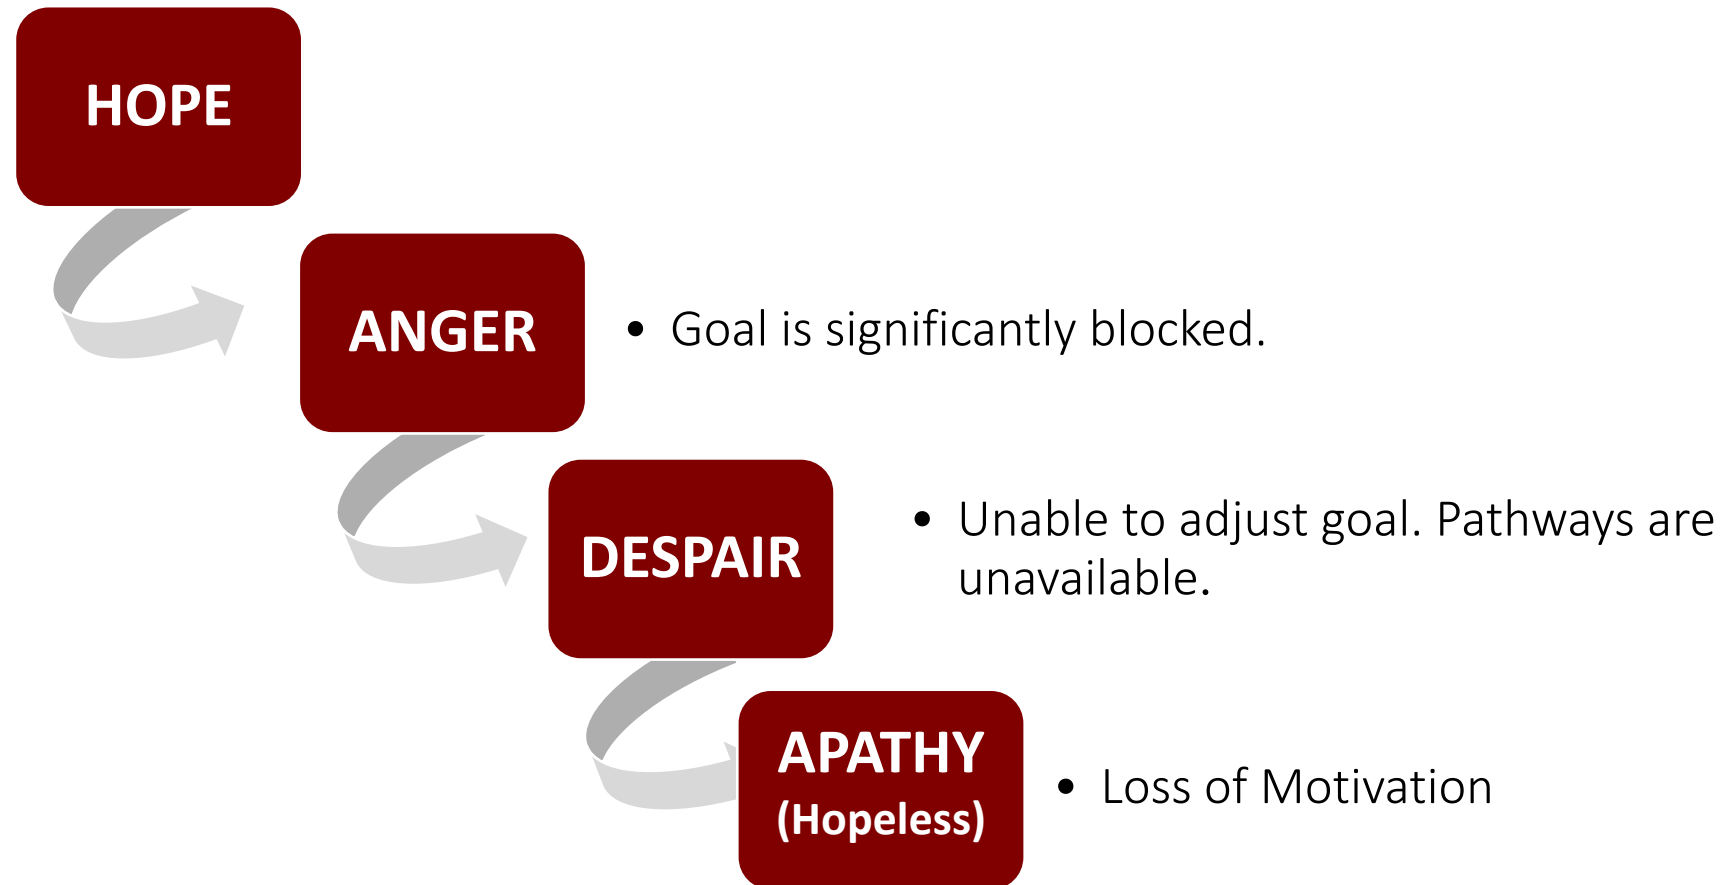 HOPE
ANGER
• Goal is significantly blocked.
DESPAIR
• Unable to adjust goal. Pathways are
unavailable.
APATHY
(Hopeless)
• Loss of Motivation